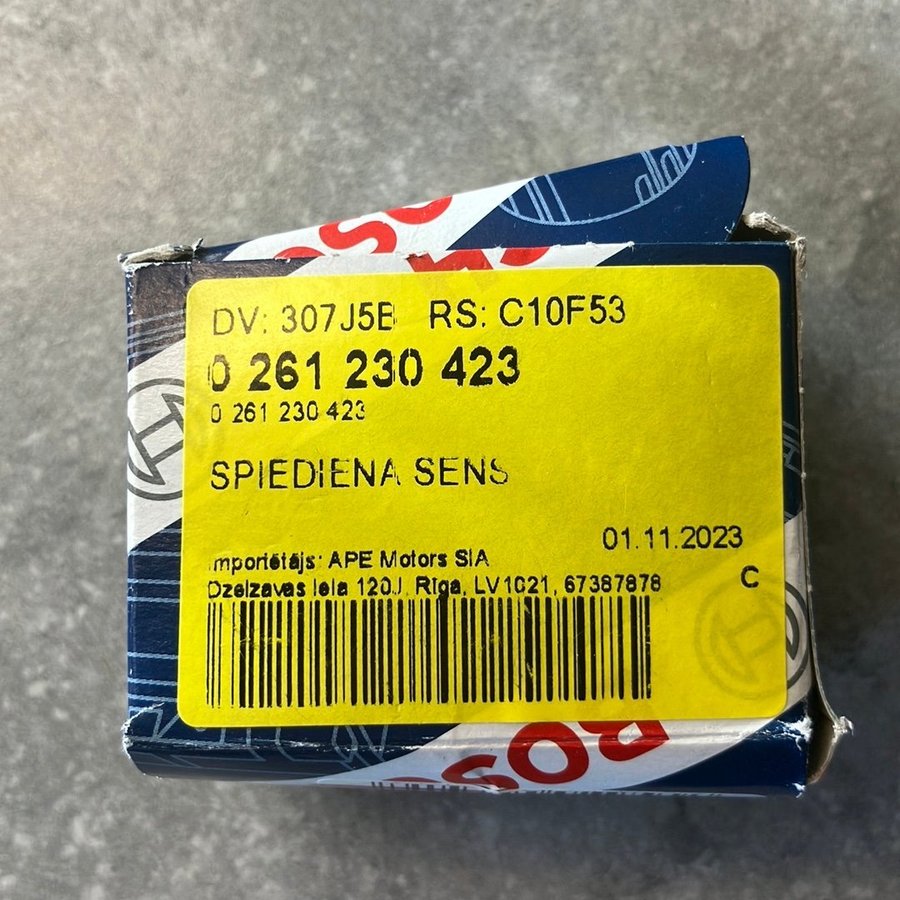 DV: 307J5B RS: C10F53
0 261 230 423
0 261 230 423
SPIEDIENA SENS
01.11.2023
Importētājs: APE Motors SIA
Dzelzavas iela 120J, Rīga, LV1021, 67387878
C
BOS